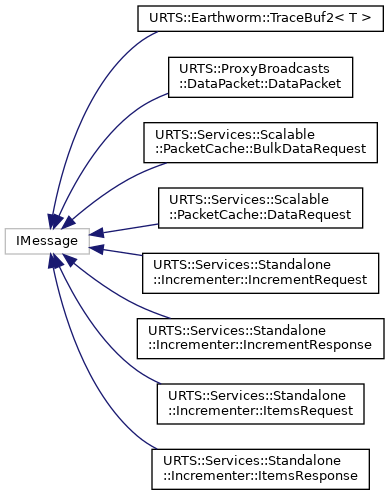 URTS::Earthworm::TraceBuf2< T >
URTS::ProxyBroadcasts
::DataPacket::DataPacket
URTS::Services::Scalable
::PacketCache::BulkDataRequest
URTS::Services::Scalable
::PacketCache::DataRequest
IMessage
URTS::Services::Standalone
::Incrementer::IncrementRequest
URTS::Services::Standalone
::Incrementer::IncrementResponse
URTS::Services::Standalone
::Incrementer::ItemsRequest
URTS::Services::Standalone
::Incrementer::ItemsResponse